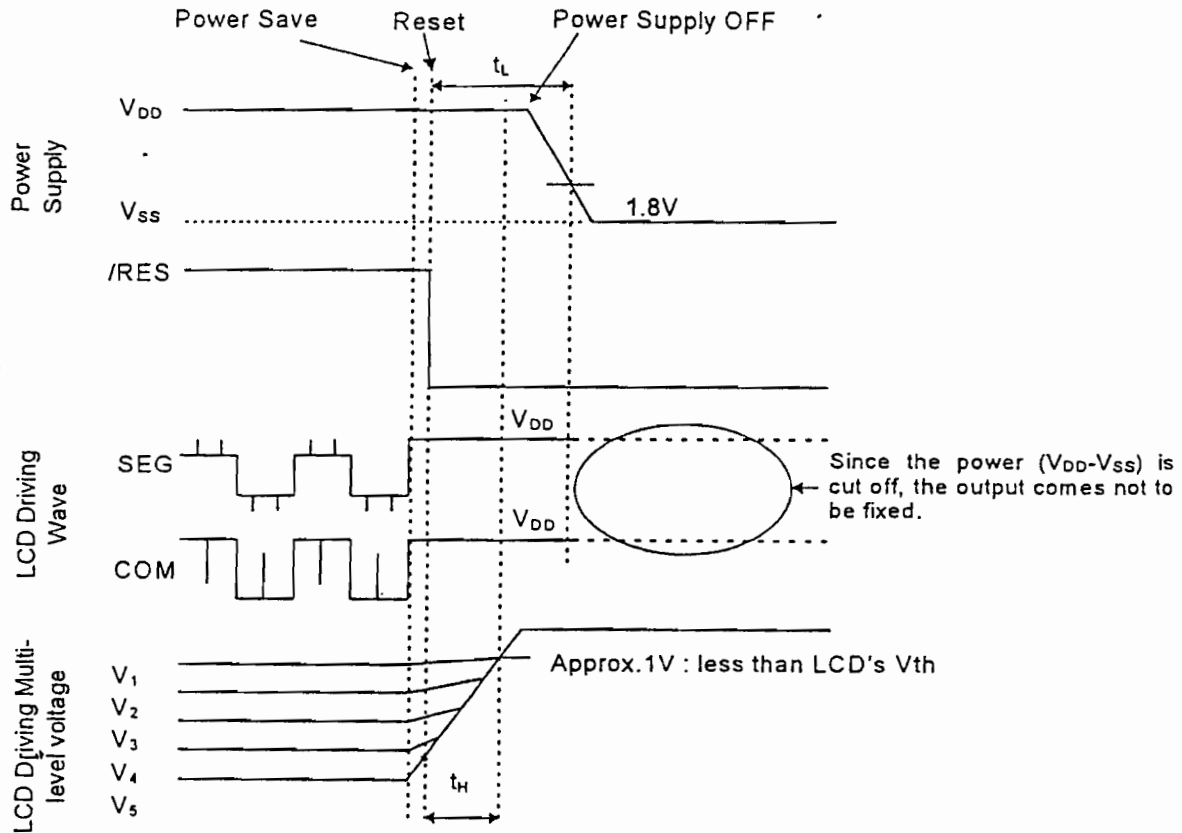 Power Save
Reset
Power Supply OFF
tL
VDD
Power Supply
VSS
1.8V
/RES
VDD
SEG
LCD Driving Wave
VDD
COM
Since the power (VDD-VSS) is
cut off, the output comes not to
be fixed.
LCD Driving Multi-
level voltage
V1
V2
V3
V4
V5
Approx.1V : less than LCD's Vth
tH